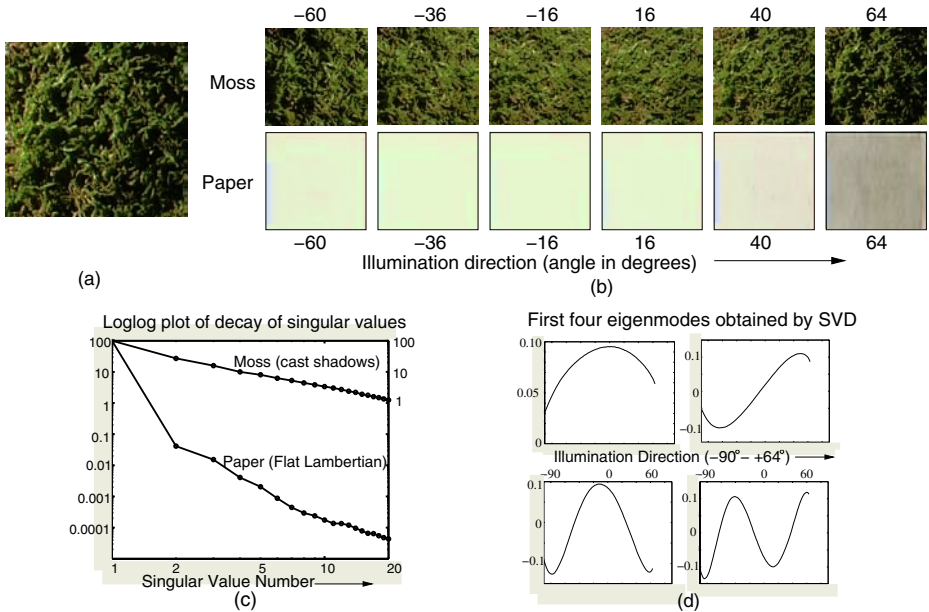 −60 −36 −16 16 40 64
Moss
Paper
−60 −36 −16 16 40 64
Illumination direction (angle in degrees)
(a)
(b)
Loglog plot of decay of singular values
100 100
Moss (cast shadows)
10 10
1 1
0.1
0.01
Paper (Flat Lambertian)
0.001
0.0001
1 2 5 10 20
Singular Value Number
(c)
First four eigenmodes obtained by SVD
0.10 0.1
0.05 0
0 −0.1
Illumination Direction (−90°− +64°)
−90 0 60 −90 0 60
0.1 0.1
0 0
−0.1 0.1
(d)